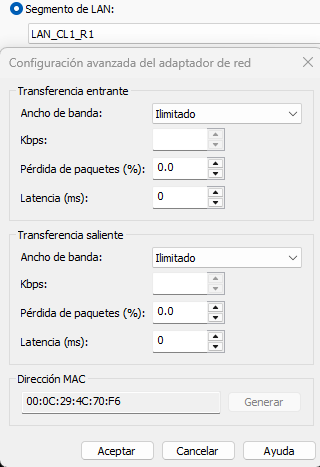 Segmento de LAN:
LAN_CL1_R1
Configuración avanzada del adaptador de red
Transferencia entrante
Ancho de banda: Ilimitado
Kbps:
Pérdida de paquetes (%): 0.0
Latencia (ms): 0
Transferencia saliente
Ancho de banda: Ilimitado
Kbps:
Pérdida de paquetes (%): 0.0
Latencia (ms): 0
Dirección MAC
00:0C:29:4C:70:F6 Generar
Aceptar Cancelar Ayuda